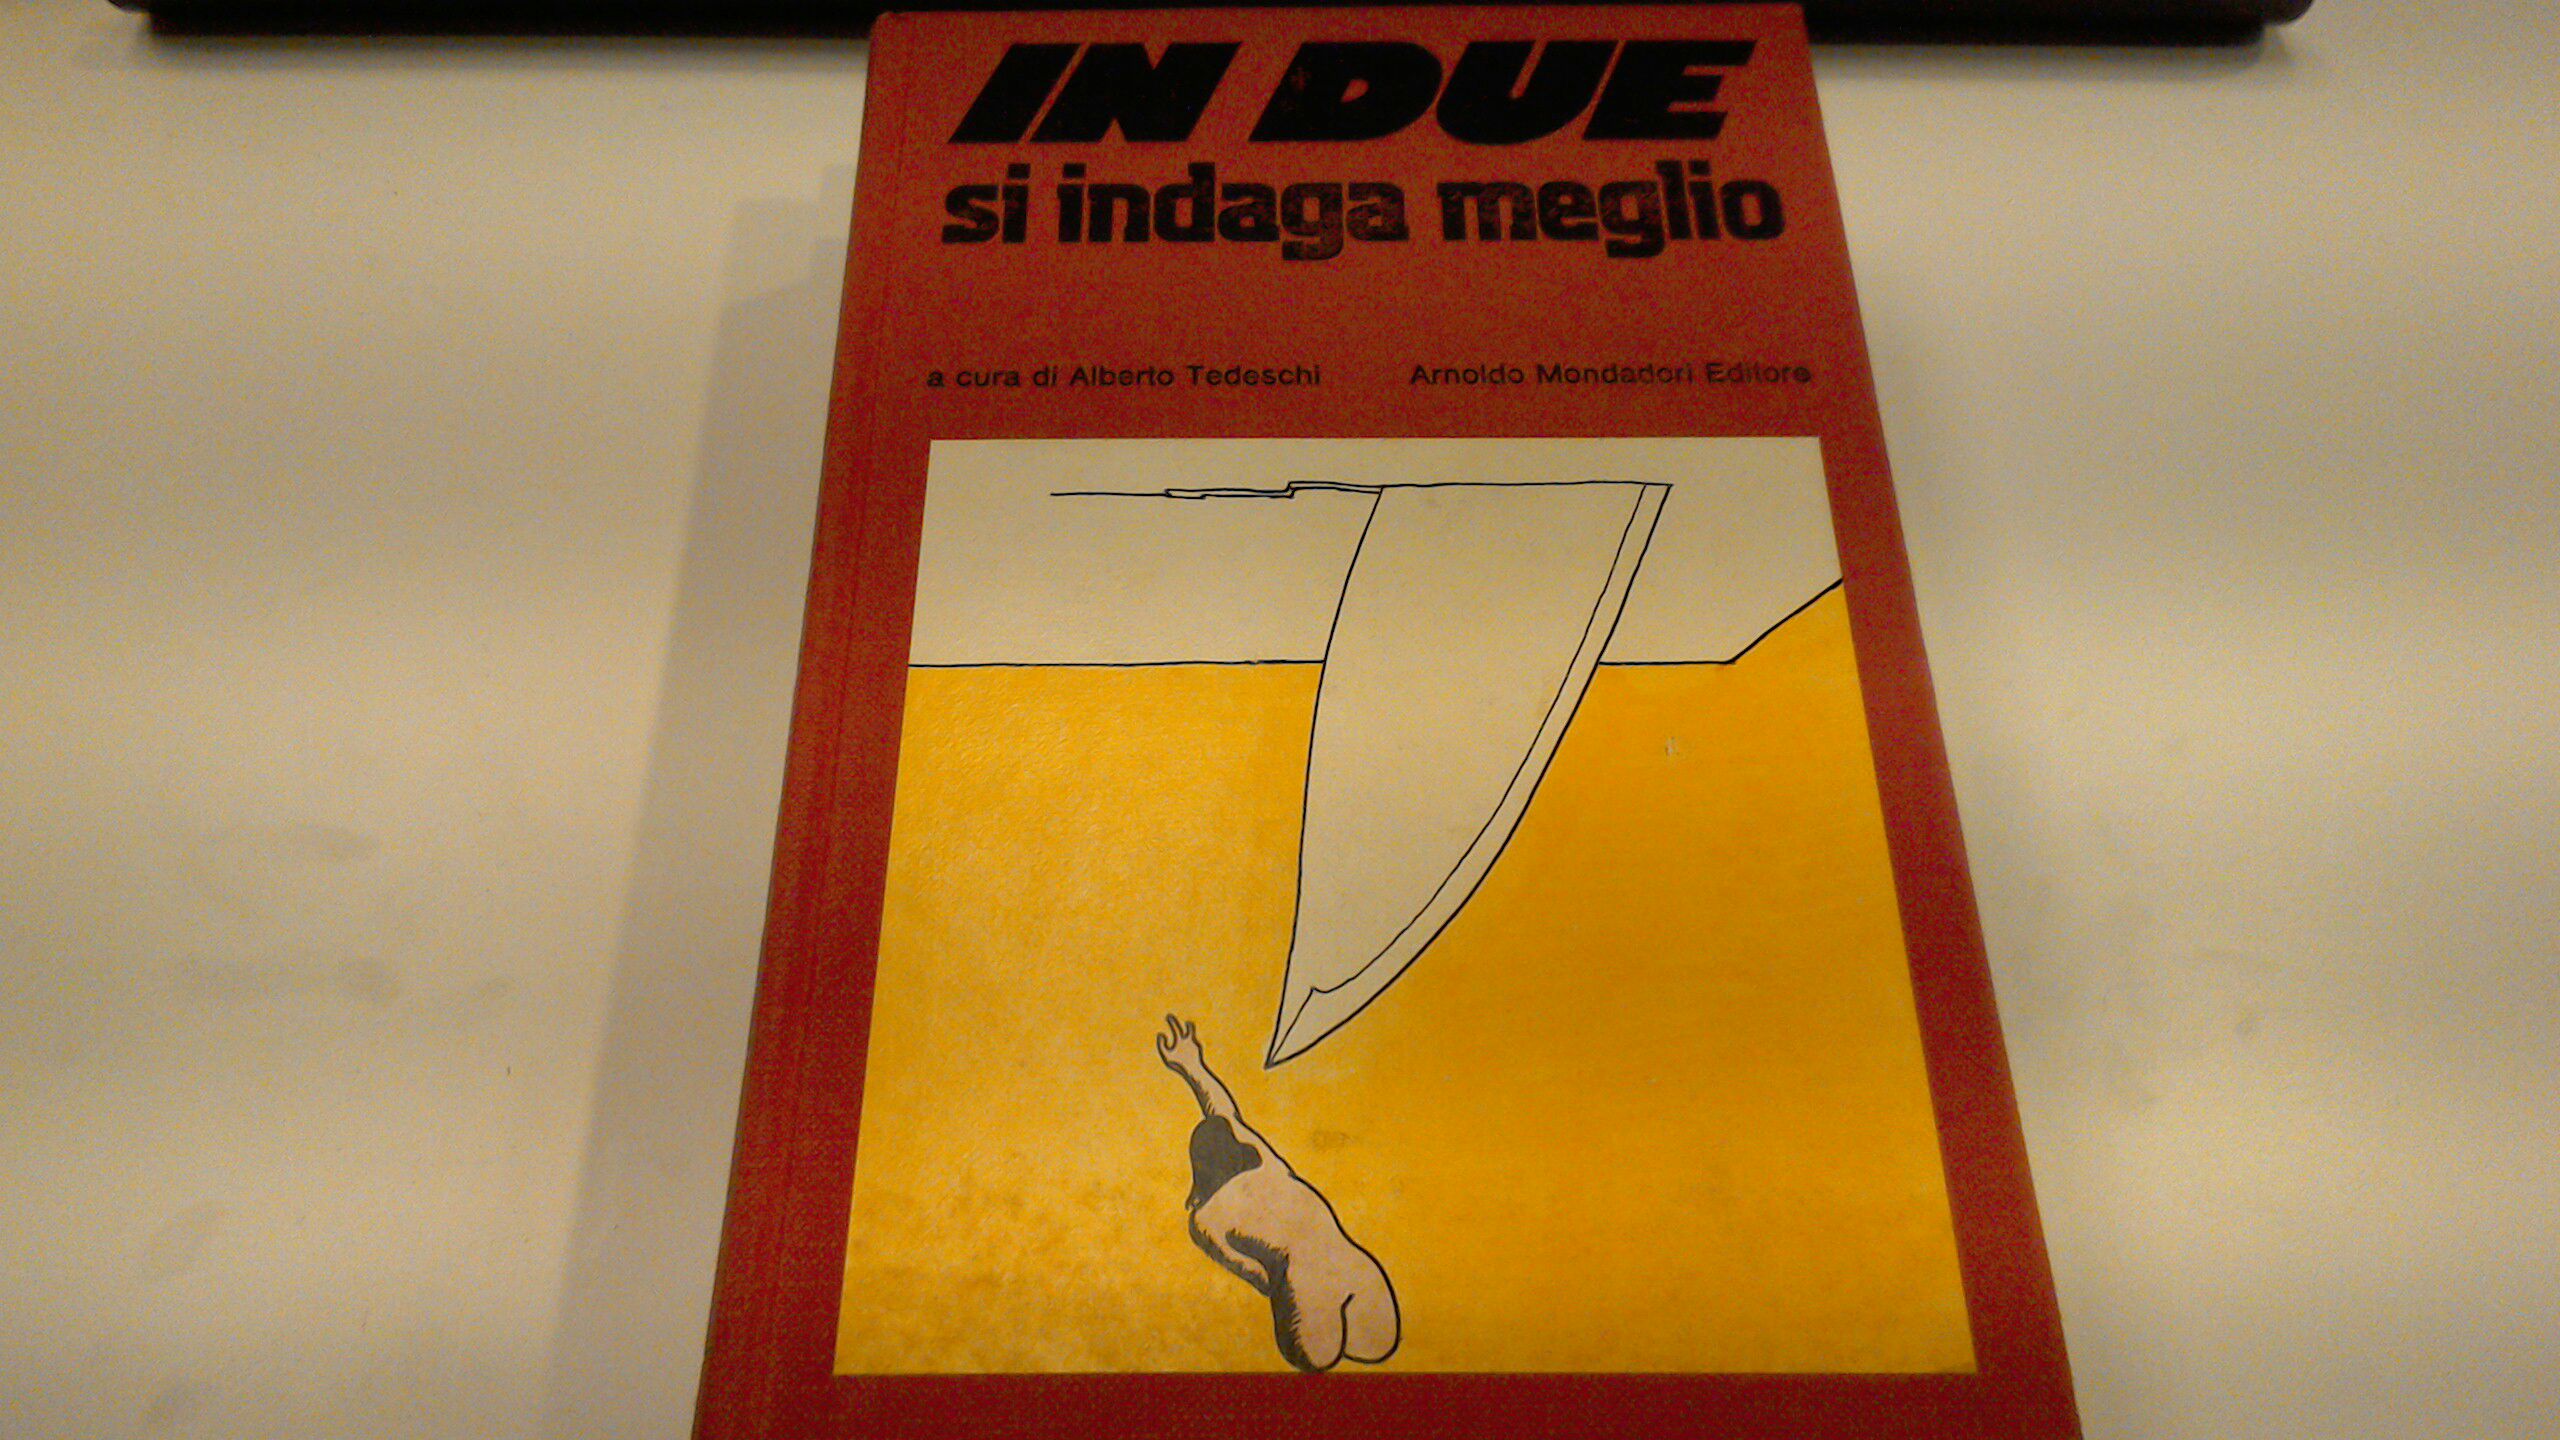 IN DUE
si indaga meglio
a cura di Alberto Tedeschi Arnoldo Mondadori Editore